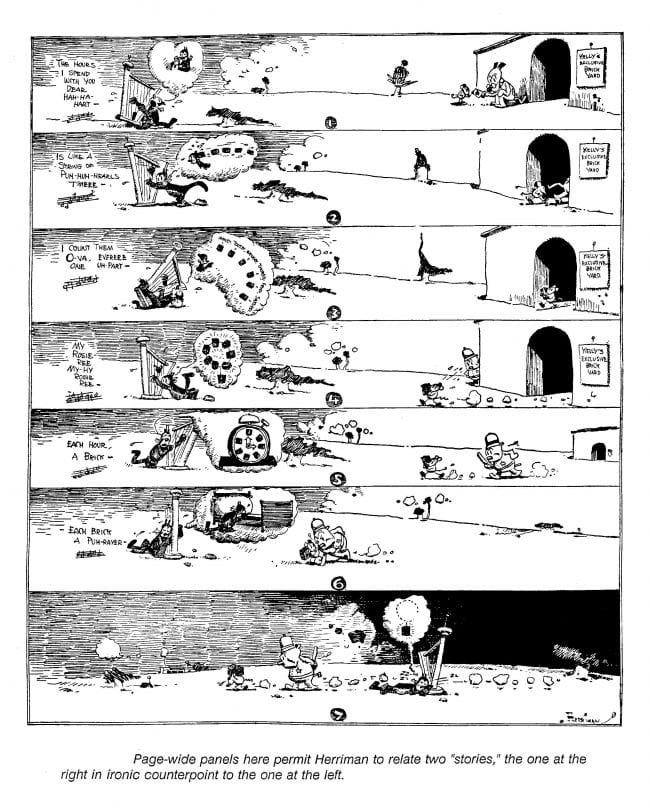 THE HOURS
I SPEND
WITH YOU
DEAR
HAH-HA-
HART —
KELLY'S
EXCLUSIVE
BRICK
YARD
1
IS LIKE A
STRING OF
PUH-HUH-HEARLS
T'MEEE —
KELLY'S
EXCLUSIVE
BRICK
YARD
2
I COUNT THEM
O-VA, EVEREEE
ONE UH-PART —
KELLY'S
EXCLUSIVE
BRICK
YARD
3
MY
ROSIE-
REE
MY-HY
ROSIE
REE —
KELLY'S
EXCLUSIVE
BRICK
YARD
4
EACH HOUR,
A BRICK —
5
EACH BRICK
A PUH-RAYER —
6
7
HERRIMAN
Page-wide panels here permit Herriman to relate two "stories," the one at the
right in ironic counterpoint to the one at the left.